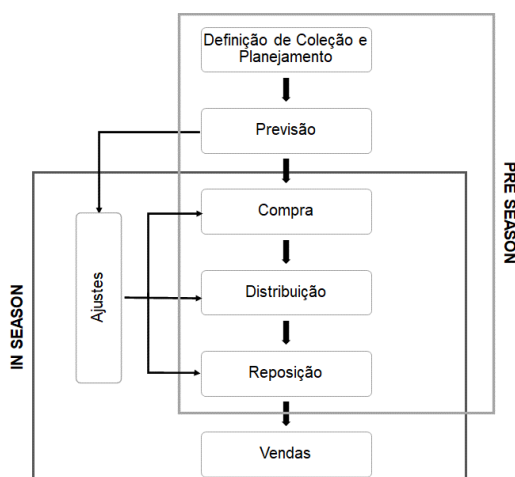 Definição de Coleção e
Planejamento
Previsão
Compra
Distribuição
Reposição
Vendas
Ajustes
IN SEASON
PRE SEASON